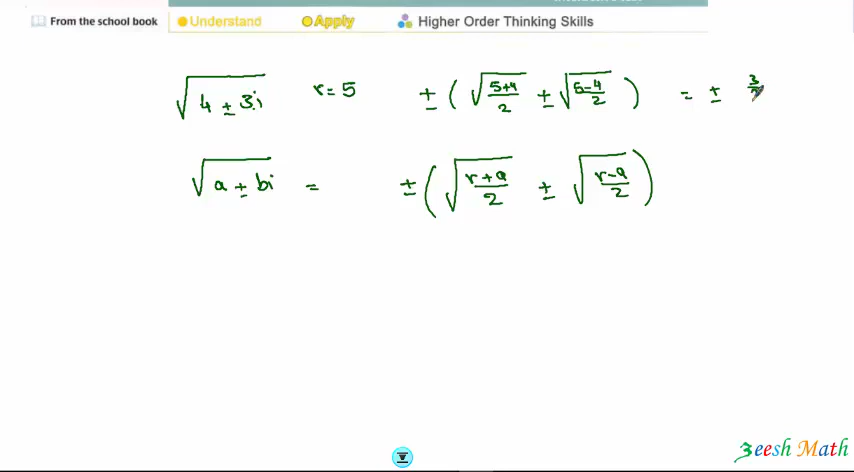 From the school book Understand Apply Higher Order Thinking Skills
√(4 ± 3i) r = 5 ± ( √((5+4)/2) ± √((5-4)/2) ) = ± 3
√(a ± bi) = ± ( √((r+a)/2) ± √((r-a)/2) )
Zeesh Math